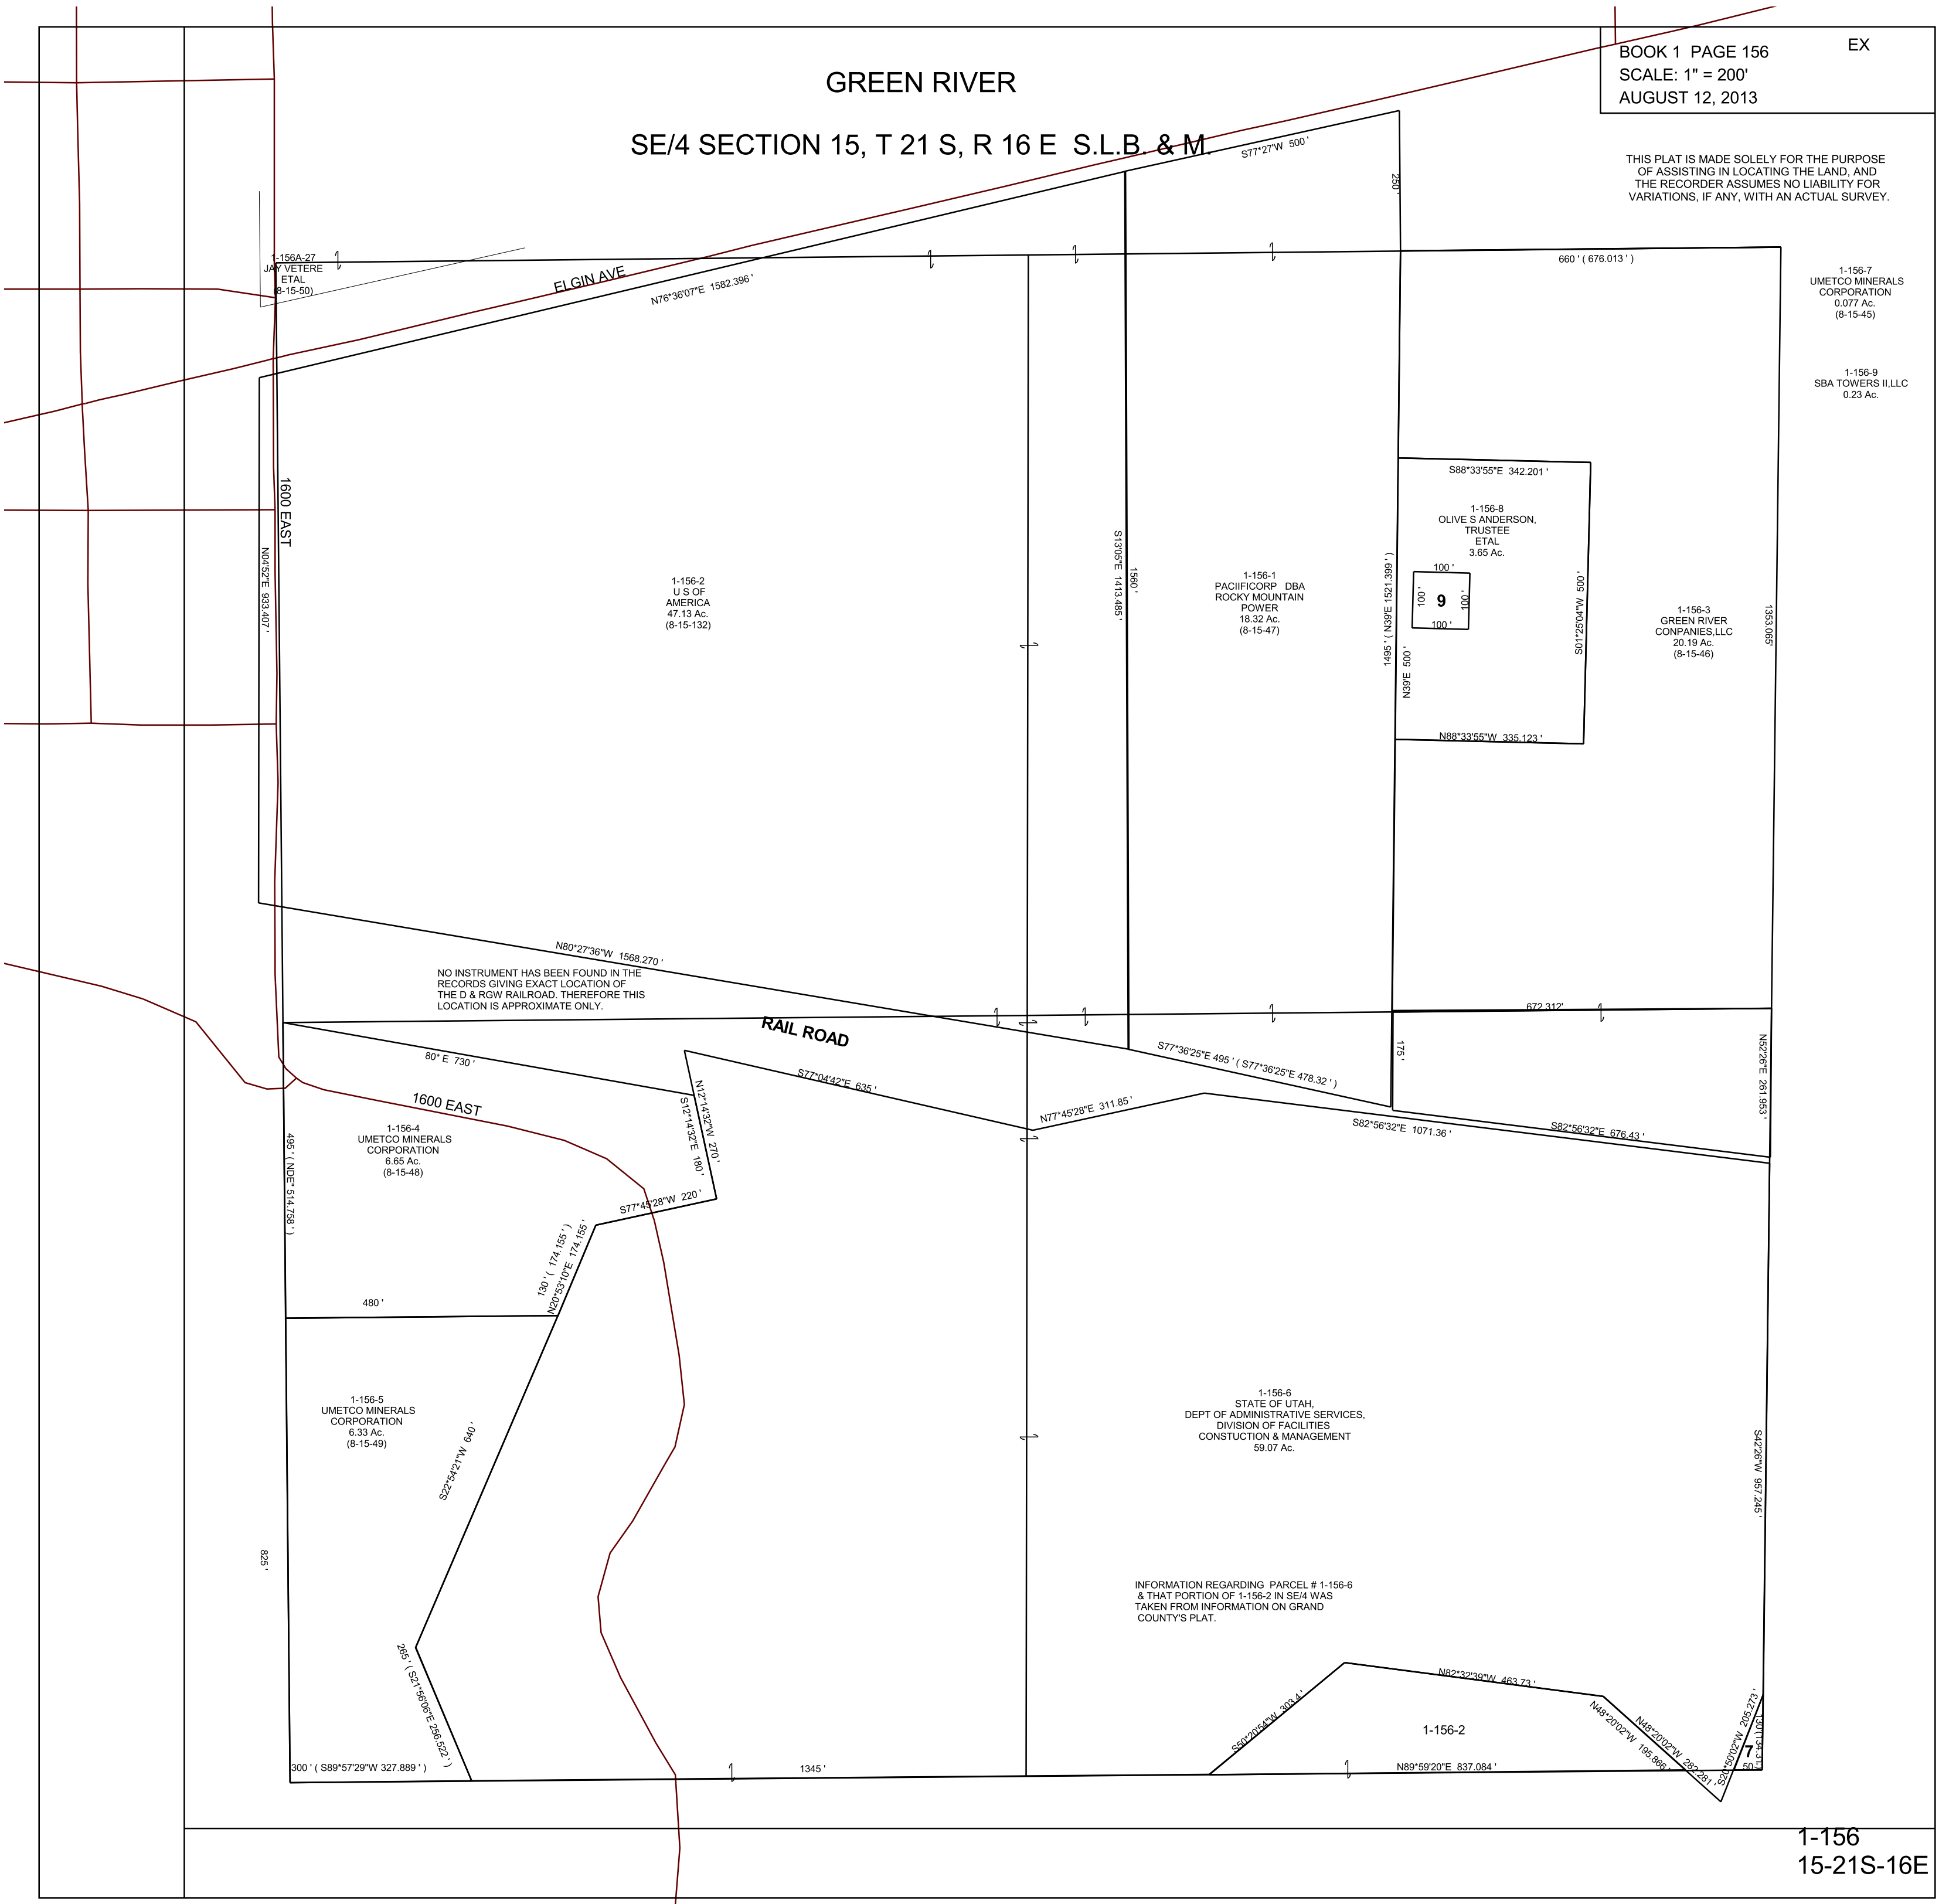 GREEN RIVER
SE/4 SECTION 15, T 21 S, R 16 E  S.L.B. & M.
BOOK 1  PAGE 156
EX
SCALE: 1" = 200'
AUGUST 12, 2013
THIS PLAT IS MADE SOLELY FOR THE PURPOSE
OF ASSISTING IN LOCATING THE LAND, AND
THE RECORDER ASSUMES NO LIABILITY FOR
VARIATIONS, IF ANY, WITH AN ACTUAL SURVEY.
S77*27'W  500 '
250 '
1-156A-27
JAY VETERE
ETAL
(8-15-50)
ELGIN AVE
N76*36'07"E  1582.396 '
660 ' ( 676.013 ' )
1-156-7
UMETCO MINERALS
CORPORATION
0.077 Ac.
(8-15-45)
1-156-9
SBA TOWERS II,LLC
0.23 Ac.
1600 EAST
N04'52"E  933.407 '
1-156-2
U S OF
AMERICA
47.13 Ac.
(8-15-132)
S13'05"E  1413.485 '
1560 '
1-156-1
PACIIFICORP   DBA
ROCKY MOUNTAIN
POWER
18.32 Ac.
(8-15-47)
1495 ' ( N39'E 1521.399 ' )
N39'E  500 '
S88*33'55"E  342.201 '
1-156-8
OLIVE S ANDERSON,
TRUSTEE
ETAL
3.65 Ac.
100 '
100 '
9
100 '
100 '
S01*25'04"W  500 '
N88*33'55"W  335.123 '
1-156-3
GREEN RIVER
CONPANIES,LLC
20.19 Ac.
(8-15-46)
1353.065'
N80*27'36"W  1568.270 '
NO INSTRUMENT HAS BEEN FOUND IN THE
RECORDS GIVING EXACT LOCATION OF
THE D & RGW RAILROAD. THEREFORE THIS
LOCATION IS APPROXIMATE ONLY.
RAIL ROAD
672.312'
175 '
N52'26"E  261.953 '
80* E  730 '
S77*36'25"E 495 ' ( S77*36'25"E 478.32 ' )
S77*04'42"E  635 '
N12*14'32"W  270 '
S12*14'32"E  180 '
N77*45'28"E  311.85 '
S82*56'32"E  1071.36 '
S82*56'32"E  676.43 '
1600 EAST
1-156-4
UMETCO MINERALS
CORPORATION
6.65 Ac.
(8-15-48)
495 ' ( NDE" 514.758 ' )
S77*45'28"W  220 '
130 ' (  174.155 ' )
N20*53'10"E  174.155 '
480 '
1-156-5
UMETCO MINERALS
CORPORATION
6.33 Ac.
(8-15-49)
S22*54'21"W  640 '
1-156-6
STATE OF UTAH,
DEPT OF ADMINISTRATIVE SERVICES,
DIVISION OF FACILITIES
CONSTUCTION & MANAGEMENT
59.07 Ac.
S42'26"W  957.245 '
825 '
INFORMATION REGARDING  PARCEL # 1-156-6
& THAT PORTION OF 1-156-2 IN SE/4 WAS
TAKEN FROM INFORMATION ON GRAND
COUNTY'S PLAT.
265 ' ( S21*56'06"E 256.522 ' )
N82*32'39"W  463.73 '
S50*20'54"W  303.4 '
1-156-2
N48*20'02"W  195.866 '
N48*20'02"W  282.281 '
S20*50'02"W  205.273 '
7
50 '
300 ' ( S89*57'29"W 327.889 ' )
1345 '
N89*59'20"E  837.084 '
1-156
15-21S-16E